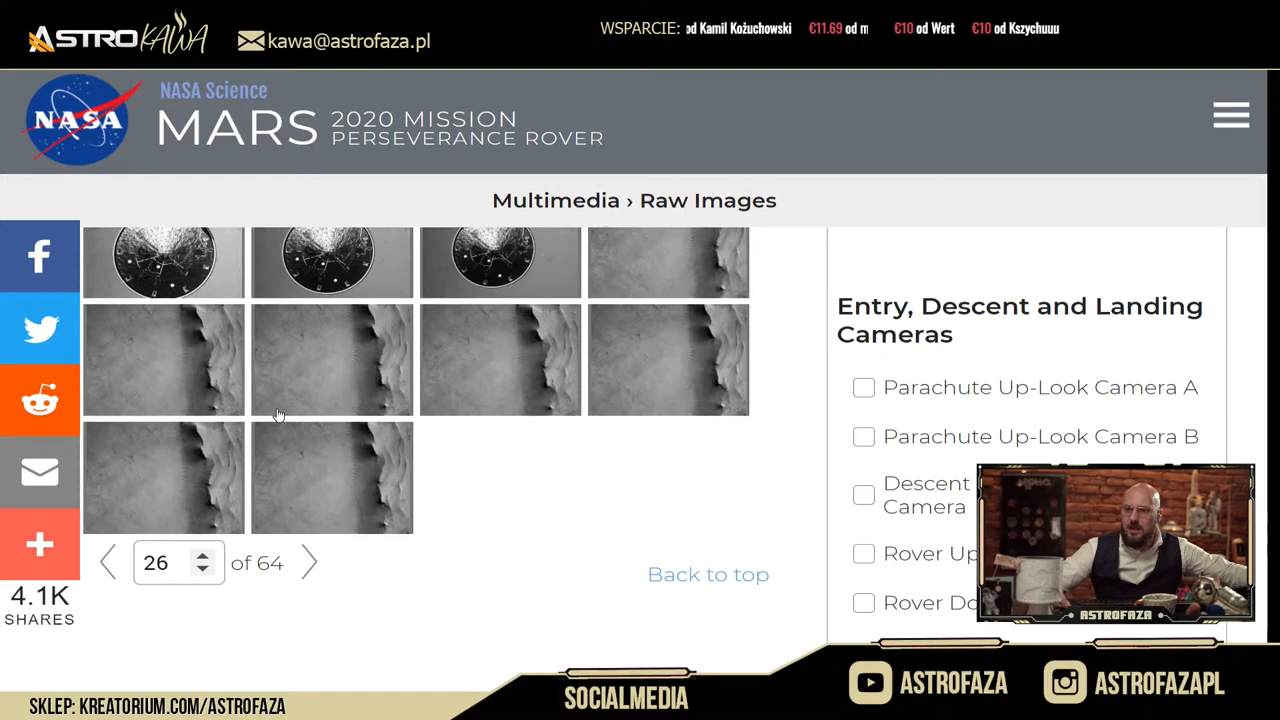 ASTROKAWA
kawa@astrofaza.pl
WSPARCIE: od Kamil Kożuchowski €11.69 od m €10 od Wert €10 od Kszychuuu
NASA
NASA Science
MARS
2020 MISSION
PERSEVERANCE ROVER
Multimedia › Raw Images
Entry, Descent and Landing
Cameras
Parachute Up-Look Camera A
Parachute Up-Look Camera B
Descent
Camera
Rover Up
Rover Do
26 of 64
Back to top
4.1K
SHARES
ASTROFAZA
SKLEP: KREATORIUM.COM/ASTROFAZA
SOCIALMEDIA
ASTROFAZA
ASTROFAZAPL